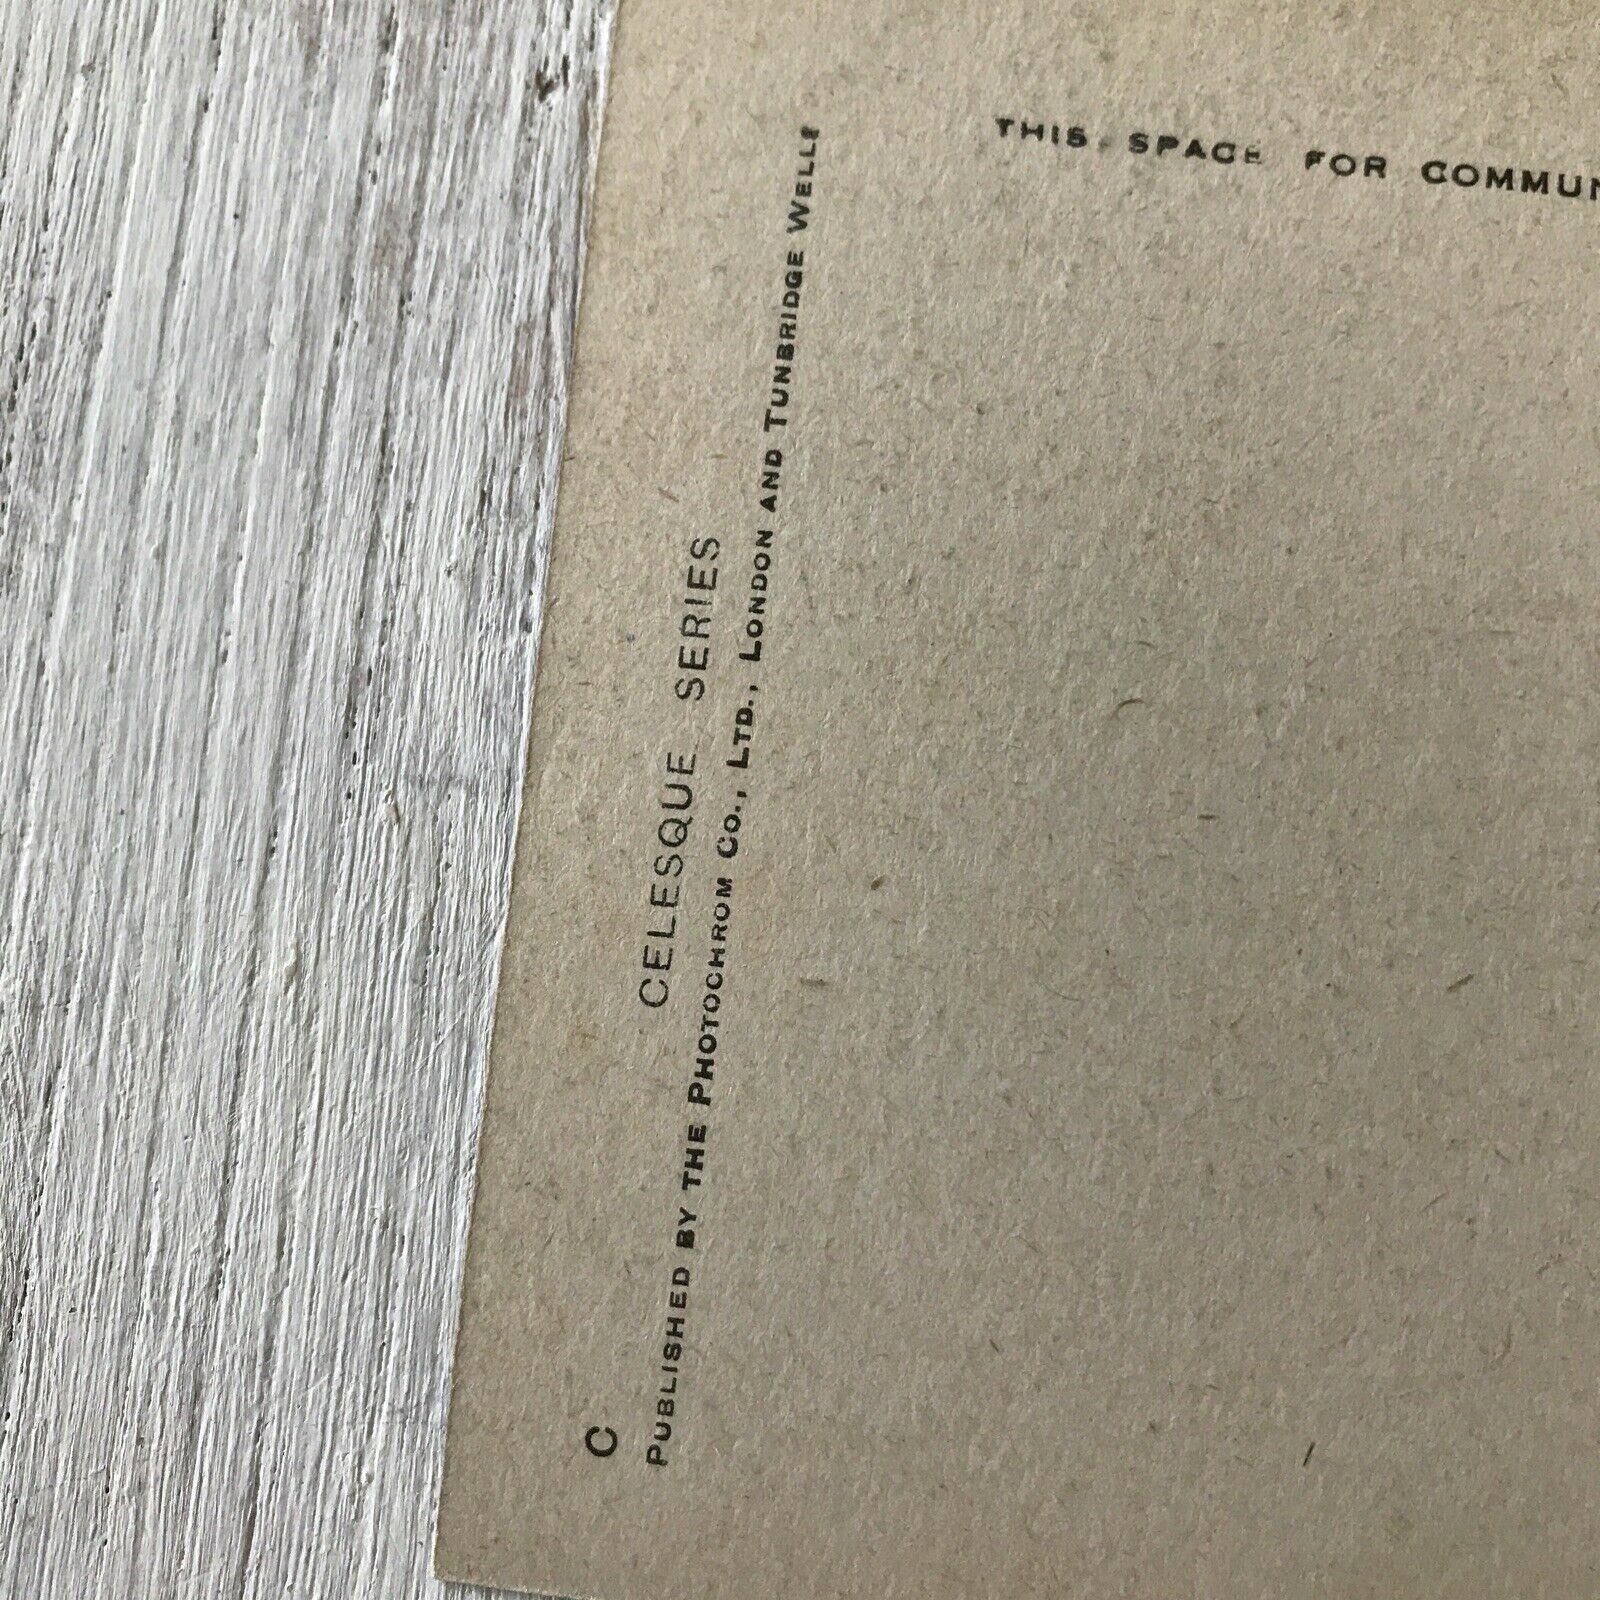 THIS SPACE FOR COMMUN
CELESQUE SERIES
PUBLISHED BY THE PHOTOCHROM CO., LTD., LONDON AND TUNBRIDGE WELLS
C